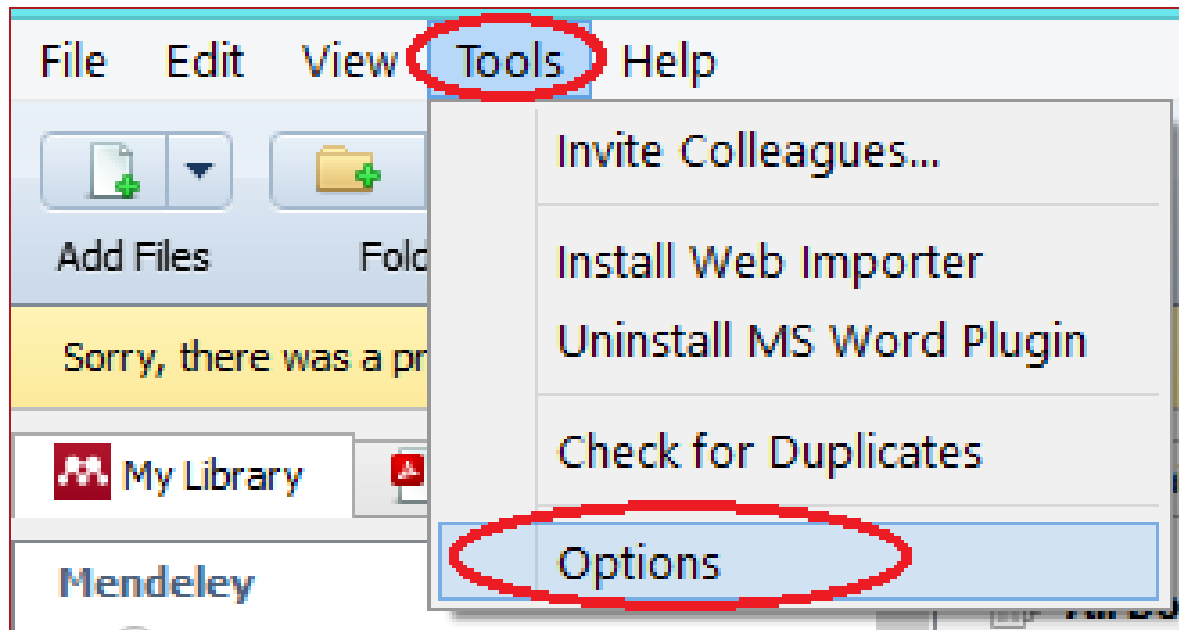 File Edit View Tools Help
Invite Colleagues...
Add Files
Install Web Importer
Sorry, there was a
Uninstall MS Word Plugin
My Library
Check for Duplicates
Options
Mendeley